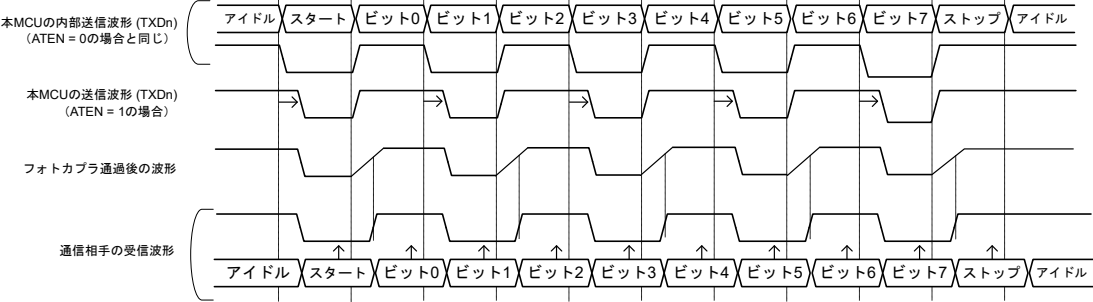 本MCUの内部送信波形 (TXDn)
（ATEN = 0の場合と同じ）
アイドル スタート ビット0 ビット1 ビット2 ビット3 ビット4 ビット5 ビット6 ビット7 ストップ アイドル
本MCUの送信波形 (TXDn)
（ATEN = 1の場合）
フォトカプラ通過後の波形
通信相手の受信波形
アイドル スタート ビット0 ビット1 ビット2 ビット3 ビット4 ビット5 ビット6 ビット7 ストップ アイドル